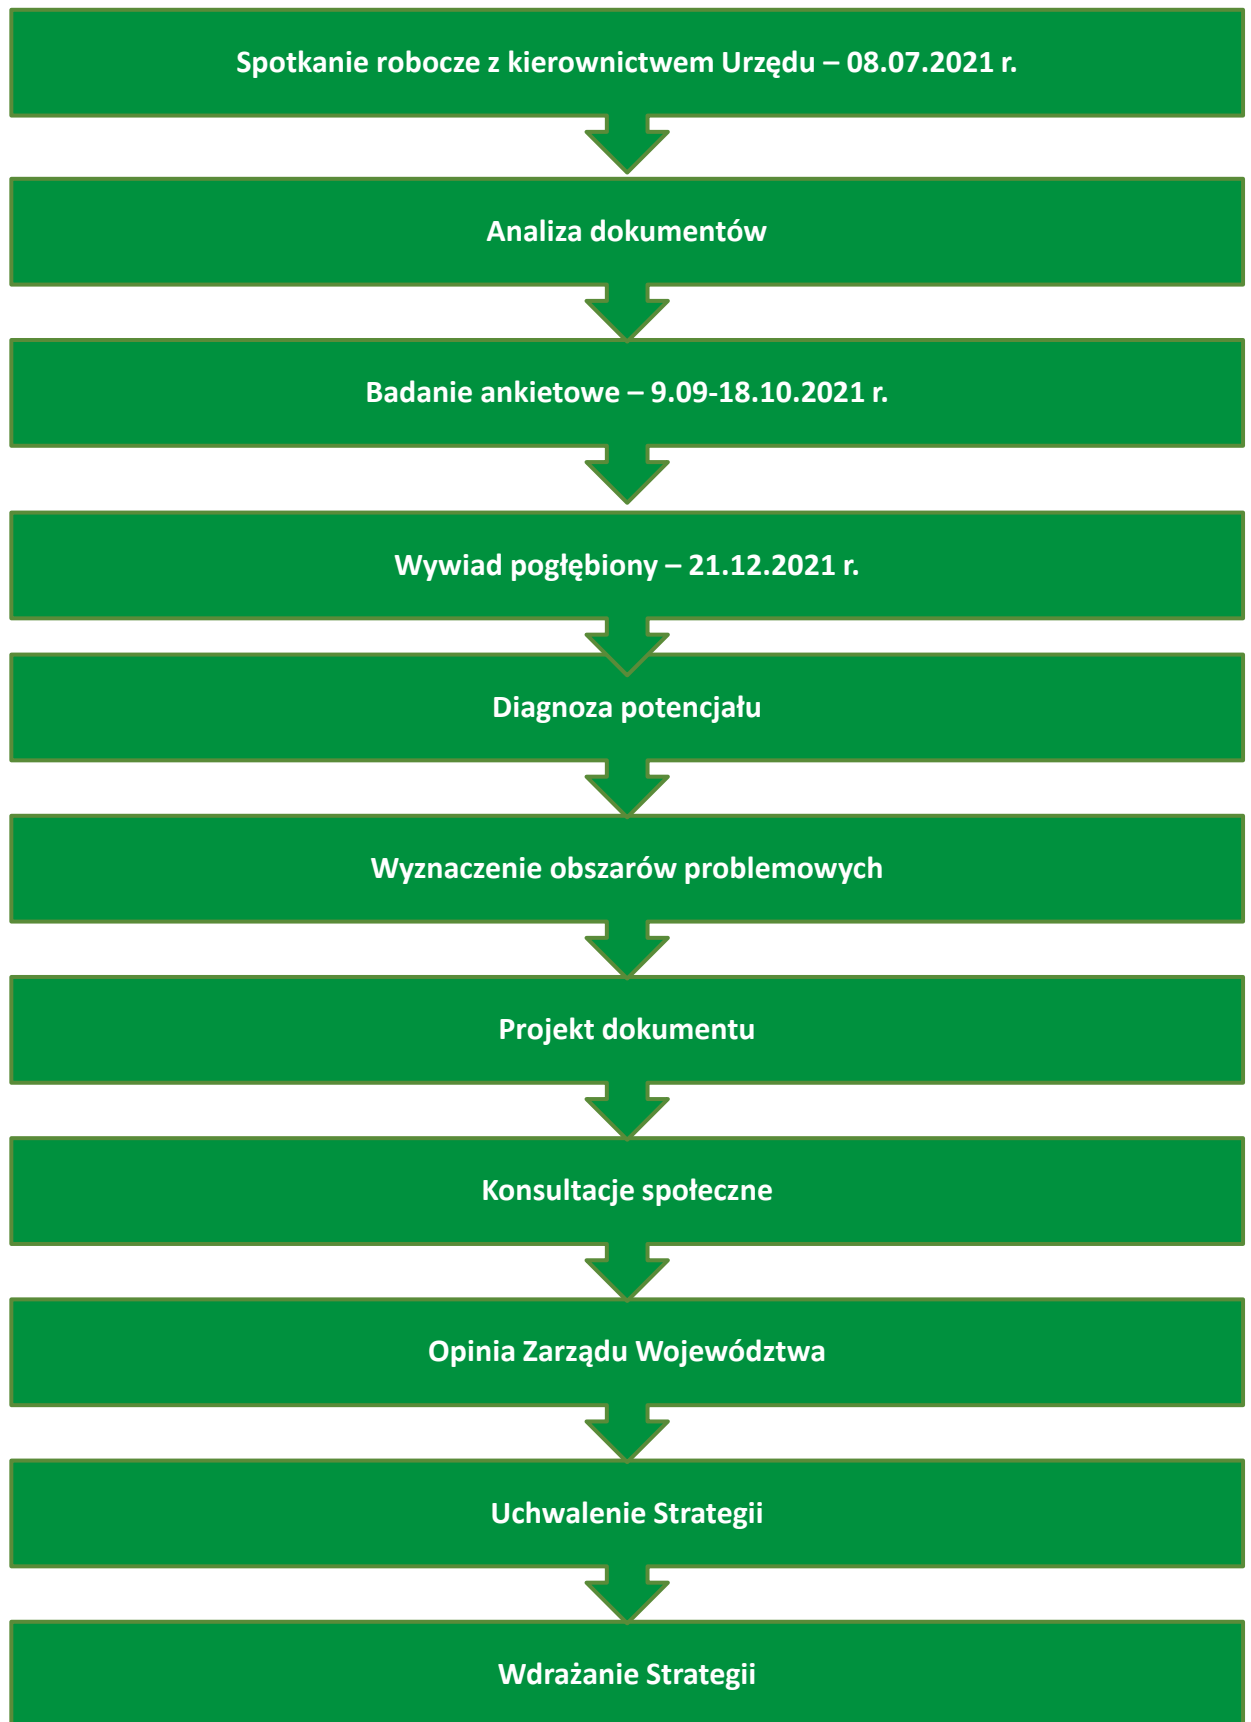 Spotkanie robocze z kierownictwem Urzędu – 08.07.2021 r.
Analiza dokumentów
Badanie ankietowe – 9.09-18.10.2021 r.
Wywiad pogłębiony – 21.12.2021 r.
Diagnoza potencjału
Wyznaczenie obszarów problemowych
Projekt dokumentu
Konsultacje społeczne
Opinia Zarządu Województwa
Uchwalenie Strategii
Wdrażanie Strategii